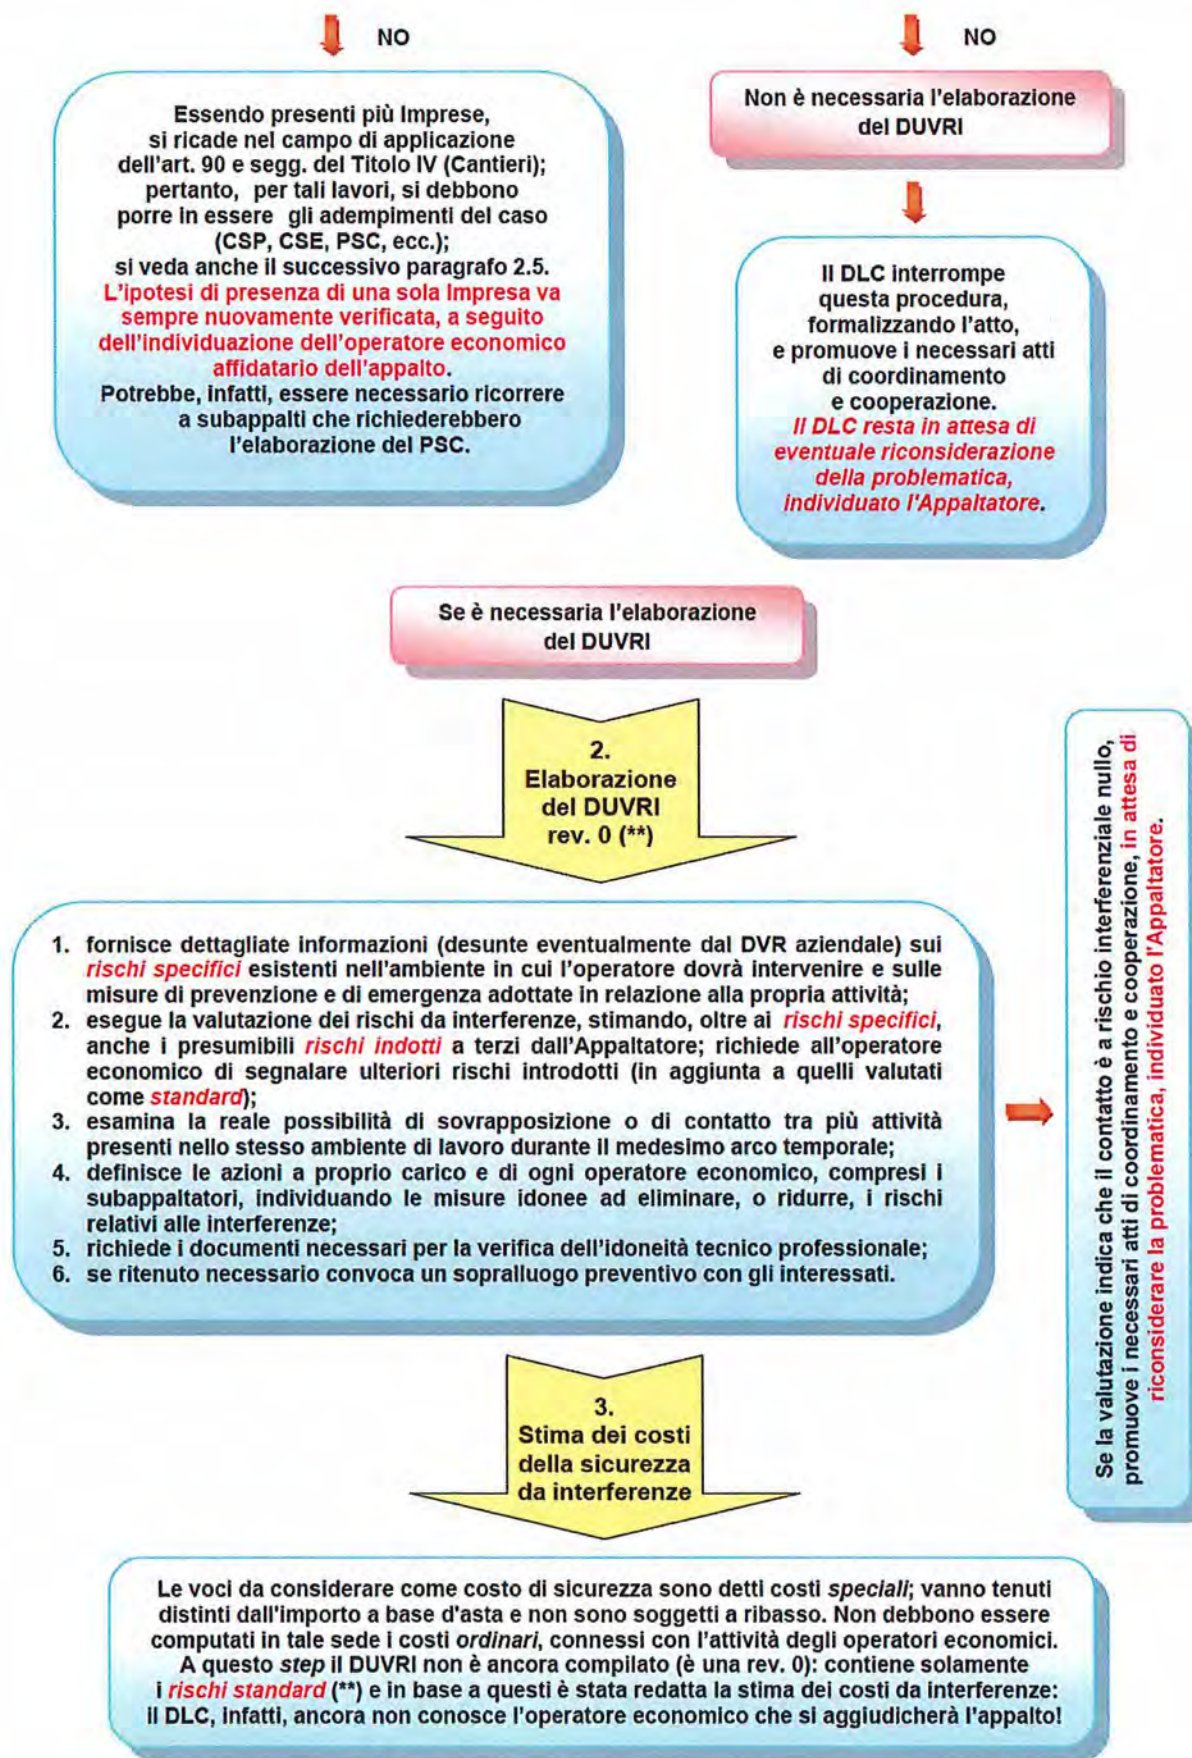 NO
Essendo presenti più Imprese,
si ricade nel campo di applicazione
dell'art. 90 e segg. del Titolo IV (Cantieri);
pertanto, per tali lavori, si debbono
porre in essere gli adempimenti del caso
(CSP, CSE, PSC, ecc.);
si veda anche il successivo paragrafo 2.5.
L'ipotesi di presenza di una sola Impresa va
sempre nuovamente verificata, a seguito
dell'individuazione dell'operatore economico
affidatario dell'appalto.
Potrebbe, infatti, essere necessario ricorrere
a subappalti che richiederebbero
l'elaborazione del PSC.
NO
Non è necessaria l'elaborazione
del DUVRI
Il DLC interrompe
questa procedura,
formalizzando l'atto,
e promuove i necessari atti
di coordinamento
e cooperazione.
Il DLC resta in attesa di
eventuale riconsiderazione
della problematica,
individuato l'Appaltatore.
Se è necessaria l'elaborazione
del DUVRI
2.
Elaborazione
del DUVRI
rev. 0 (**)
1. fornisce dettagliate informazioni (desunte eventualmente dal DVR aziendale) sui
rischi specifici esistenti nell'ambiente in cui l'operatore dovrà intervenire e sulle
misure di prevenzione e di emergenza adottate in relazione alla propria attività;
2. esegue la valutazione dei rischi da interferenze, stimando, oltre ai rischi specifici,
anche i presumibili rischi indotti a terzi dall'Appaltatore; richiede all'operatore
economico di segnalare ulteriori rischi introdotti (in aggiunta a quelli valutati
come standard);
3. esamina la reale possibilità di sovrapposizione o di contatto tra più attività
presenti nello stesso ambiente di lavoro durante il medesimo arco temporale;
4. definisce le azioni a proprio carico e di ogni operatore economico, compresi i
subappaltatori, individuando le misure idonee ad eliminare, o ridurre, i rischi
relativi alle interferenze;
5. richiede i documenti necessari per la verifica dell'idoneità tecnico professionale;
6. se ritenuto necessario convoca un sopralluogo preventivo con gli interessati.
Se la valutazione indica che il contatto è a rischio interferenziale nullo,
promuove i necessari atti di coordinamento e cooperazione, in attesa di
riconsiderare la problematica, individuato l'Appaltatore.
3.
Stima dei costi
della sicurezza
da interferenze
Le voci da considerare come costo di sicurezza sono detti costi speciali; vanno tenuti
distinti dall'importo a base d'asta e non sono soggetti a ribasso. Non debbono essere
computati in tale sede i costi ordinari, connessi con l'attività degli operatori economici.
A questo step il DUVRI non è ancora compilato (è una rev. 0): contiene solamente
i rischi standard (**) e in base a questi è stata redatta la stima dei costi da interferenze:
il DLC, infatti, ancora non conosce l'operatore economico che si aggiudicherà l'appalto!